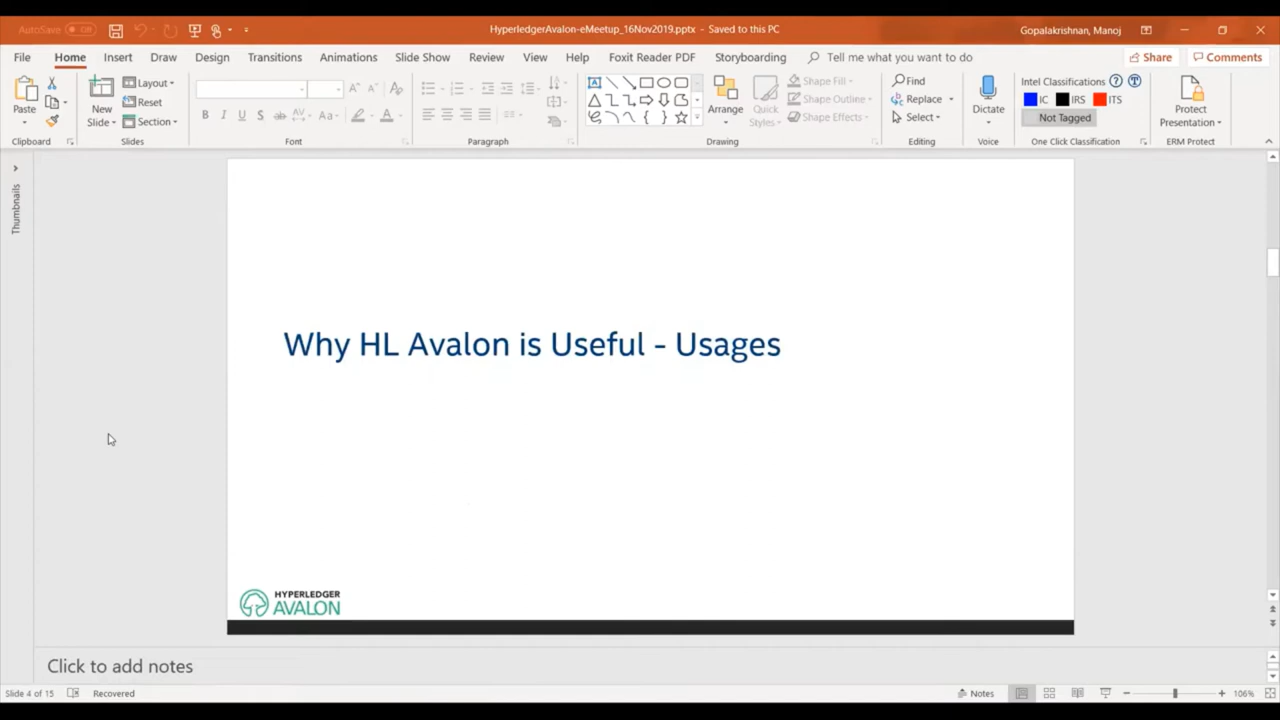 AutoSave Off
HyperledgerAvalon-eMeetup_16Nov2019.pptx - Saved to this PC
Gopalakrishnan, Manoj
File Home Insert Draw Design Transitions Animations Slide Show Review View Help Foxit Reader PDF Storyboarding Tell me what you want to do Share Comments
Paste
New Slide
Layout
Reset
Section
Arrange
Quick Styles
Shape Fill
Shape Outline
Shape Effects
Find
Replace
Select
Dictate
Intel Classifications
IC IRS ITS
Not Tagged
Protect Presentation
Clipboard Slides Font Paragraph Drawing Editing Voice One Click Classification ERM Protect
Thumbnails
Why HL Avalon is Useful - Usages
HYPERLEDGER
AVALON
Click to add notes
Slide 4 of 15 Recovered Notes 106%